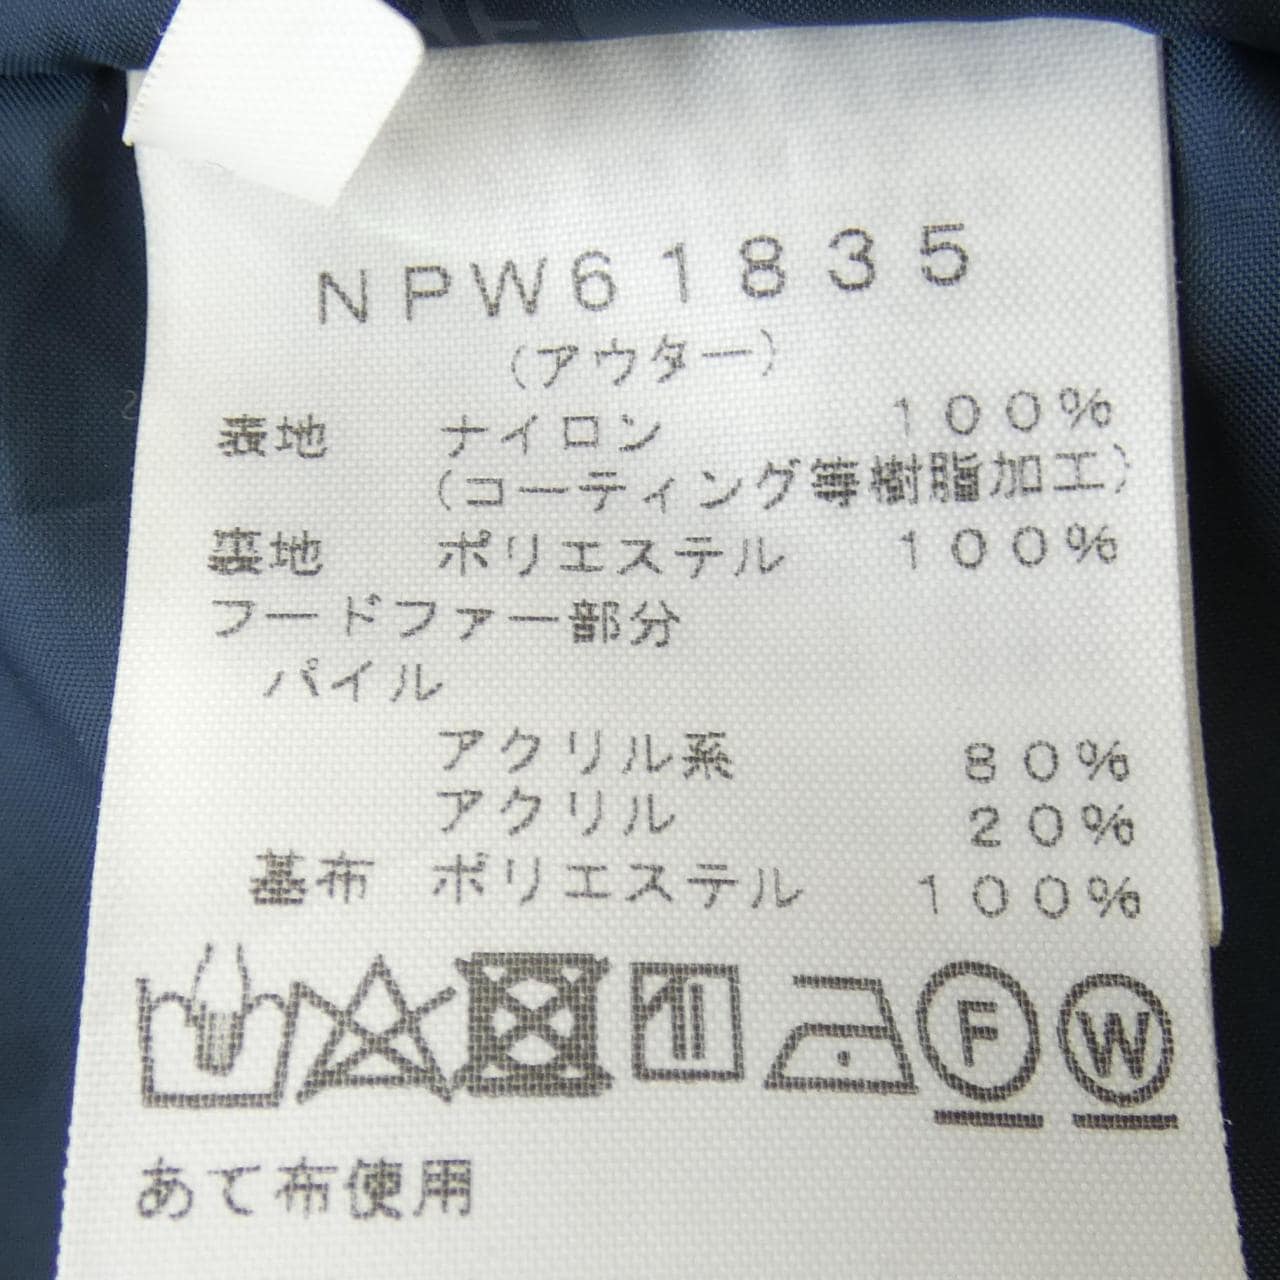 NPW61835
(アウター)
表地 ナイロン 100%
(コーティング等樹脂加工)
裏地 ポリエステル 100%
フードファー部分
パイル
アクリル系 80%
アクリル 20%
基布 ポリエステル 100%
F W
あて布使用